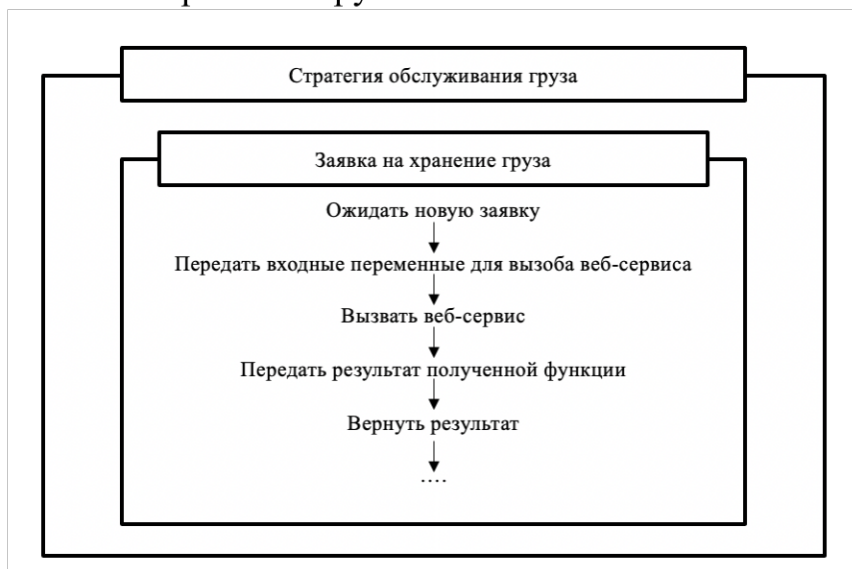 Стратегия обслуживания груза
Заявка на хранение груза
Ожидать новую заявку
Передать входные переменные для вызоба веб-сервиса
Вызвать веб-сервис
Передать результат полученной функции
Вернуть результат
....